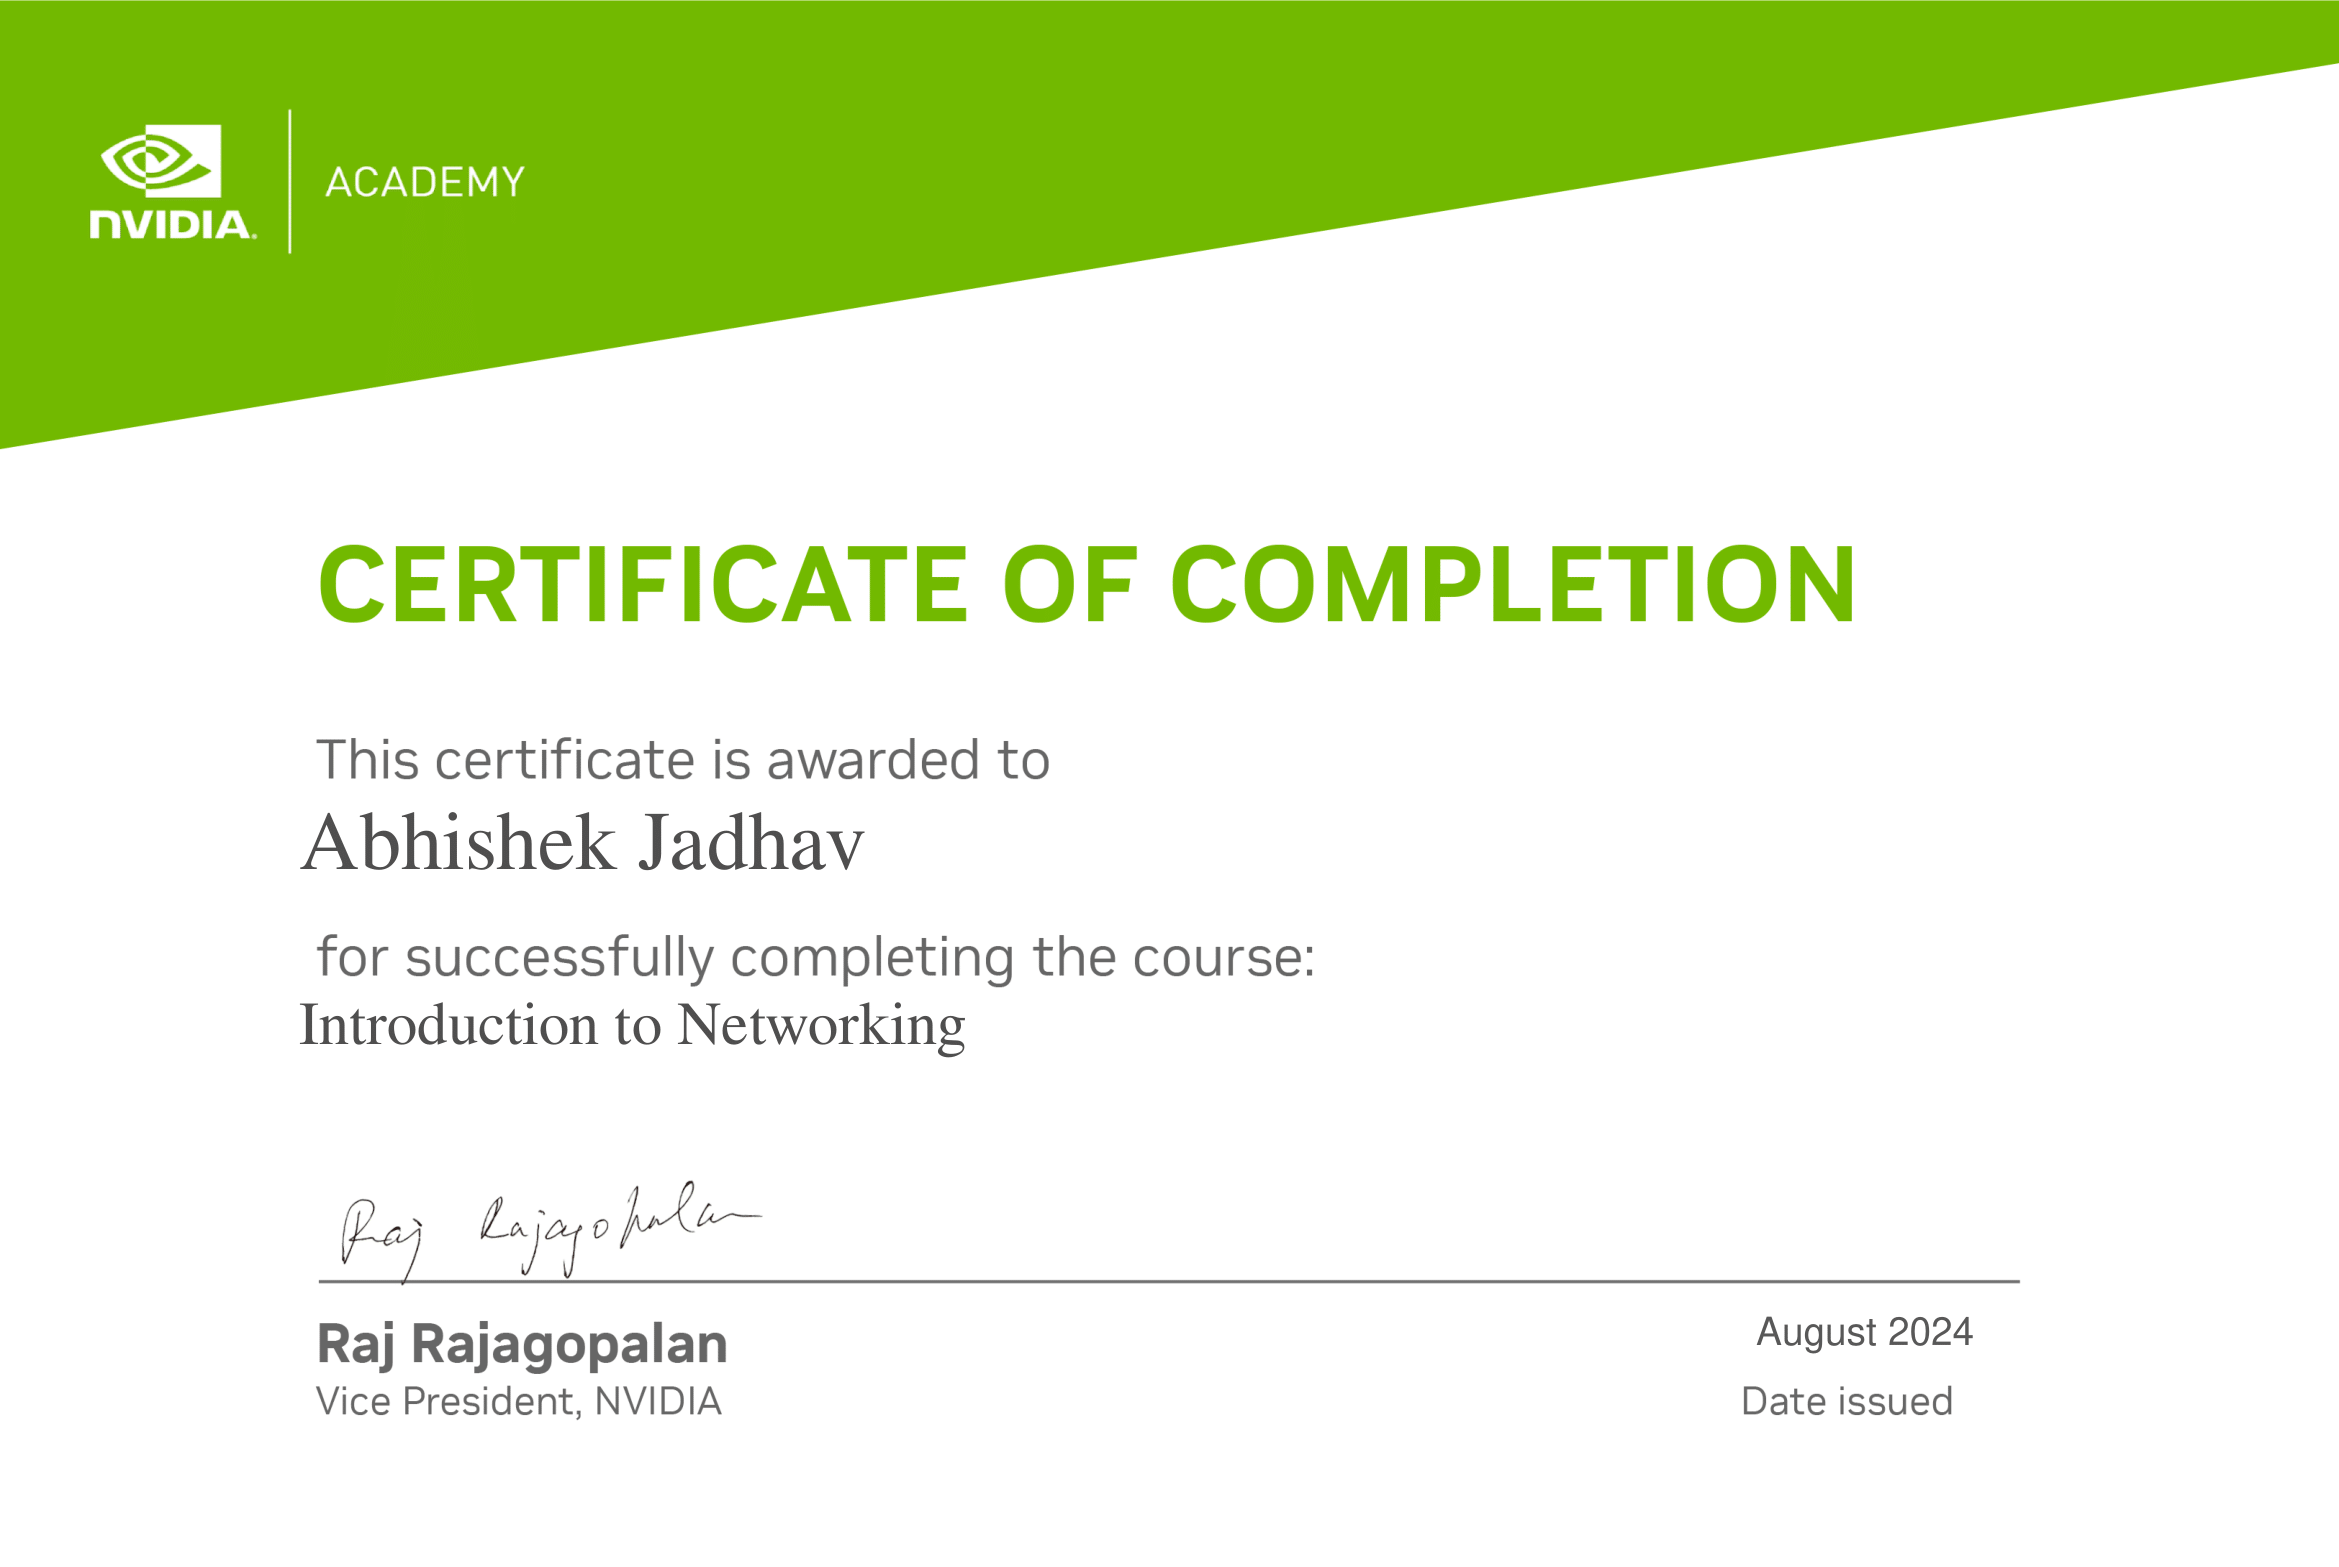 NVIDIA.
ACADEMY
CERTIFICATE OF COMPLETION
This certificate is awarded to
Abhishek Jadhav
for successfully completing the course:
Introduction to Networking
Raj Rajagopalan
Raj Rajagopalan
Vice President, NVIDIA
August 2024
Date issued